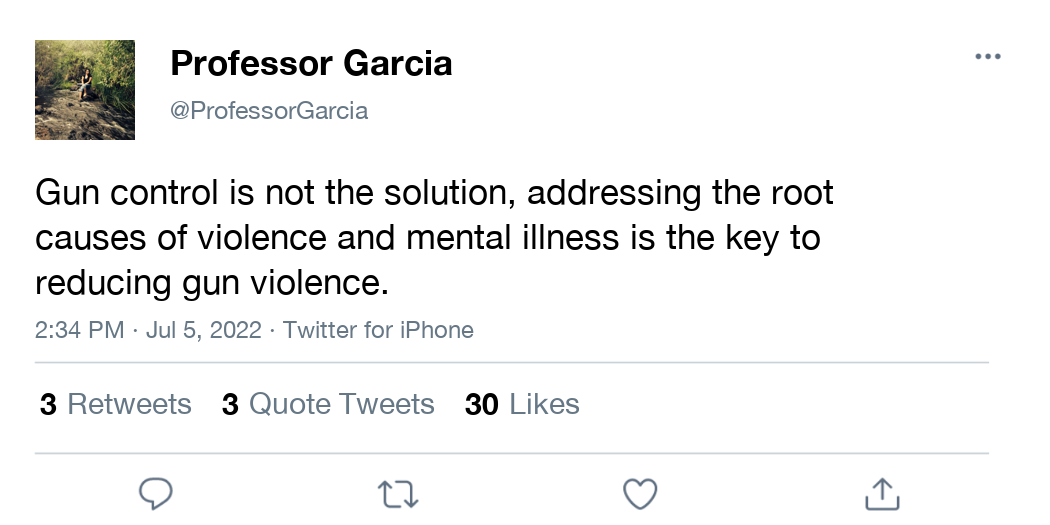 Professor Garcia
@ProfessorGarcia
Gun control is not the solution, addressing the root
causes of violence and mental illness is the key to
reducing gun violence.
2:34 PM · Jul 5, 2022 · Twitter for iPhone
3 Retweets 3 Quote Tweets 30 Likes